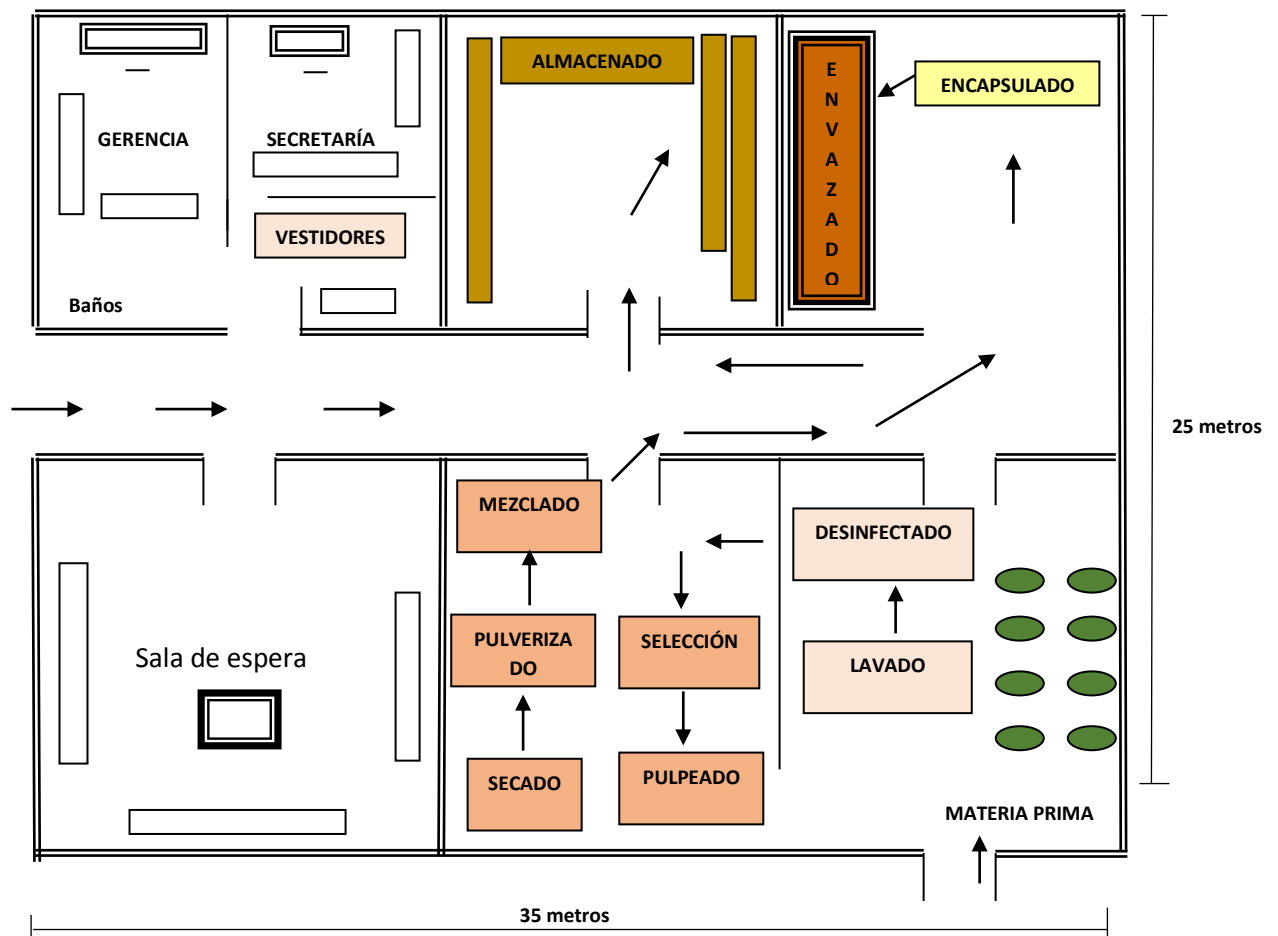 ALMACENADO
E
N
V
A
Z
A
D
O
ENCAPSULADO
GERENCIA
SECRETARÍA
VESTIDORES
Baños
25 metros
MEZCLADO
DESINFECTADO
PULVERIZA
DO
SELECCIÓN
LAVADO
Sala de espera
SECADO
PULPEADO
MATERIA PRIMA
35 metros